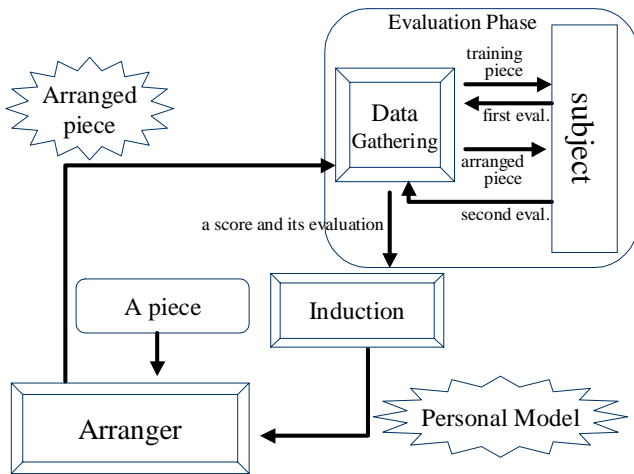 Evaluation Phase
training
piece
Arranged
piece
Data
Gathering
first eval.
subject
arranged
piece
second eval.
a score and its evaluation
A piece
Induction
Arranger
Personal Model